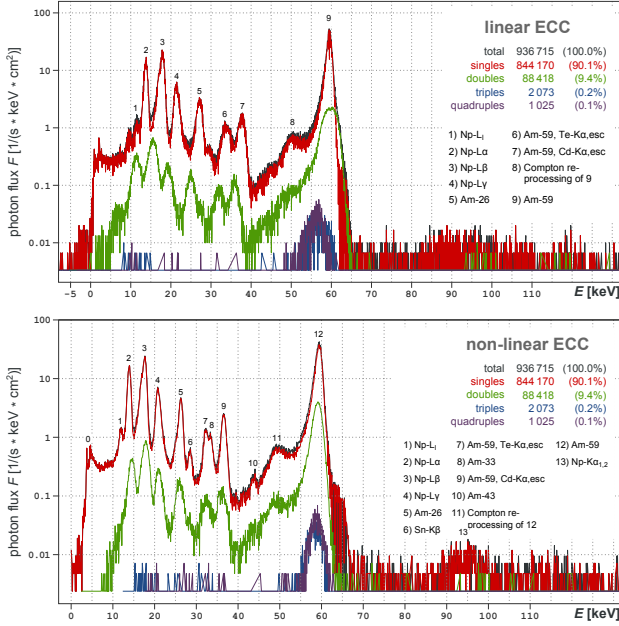 linear ECC
total 936 715 (100.0%)
singles 844 170 (90.1%)
doubles 88 418 (9.4%)
triples 2 073 (0.2%)
quadruples 1 025 (0.1%)
1) Np-Lₗ 6) Am-59, Te-Kα,esc
2) Np-Lα 7) Am-59, Cd-Kα,esc
3) Np-Lβ 8) Compton re-
4) Np-Lγ processing of 9
5) Am-26 9) Am-59
1 2 3 4 5 6 7 8 9
photon flux F [1/(s * keV * cm²)]
100
10
1
0.1
0.01
−5 0 10 20 30 40 50 60 70 80 90 100 110
E [keV]
non-linear ECC
total 936 715 (100.0%)
singles 844 170 (90.1%)
doubles 88 418 (9.4%)
triples 2 073 (0.2%)
quadruples 1 025 (0.1%)
1) Np-Lₗ 7) Am-59, Te-Kα,esc 12) Am-59
2) Np-Lα 8) Am-33 13) Np-Kα₁,₂
3) Np-Lβ 9) Am-59, Cd-Kα,esc
4) Np-Lγ 10) Am-43
5) Am-26 11) Compton re-
6) Sn-Kβ processing of 12
0 1 2 3 4 5 6 7 8 9 10 11 12 13
photon flux F [1/(s * keV * cm²)]
100
10
1
0.1
0.01
0 10 20 30 40 50 60 70 80 90 100 110
E [keV]